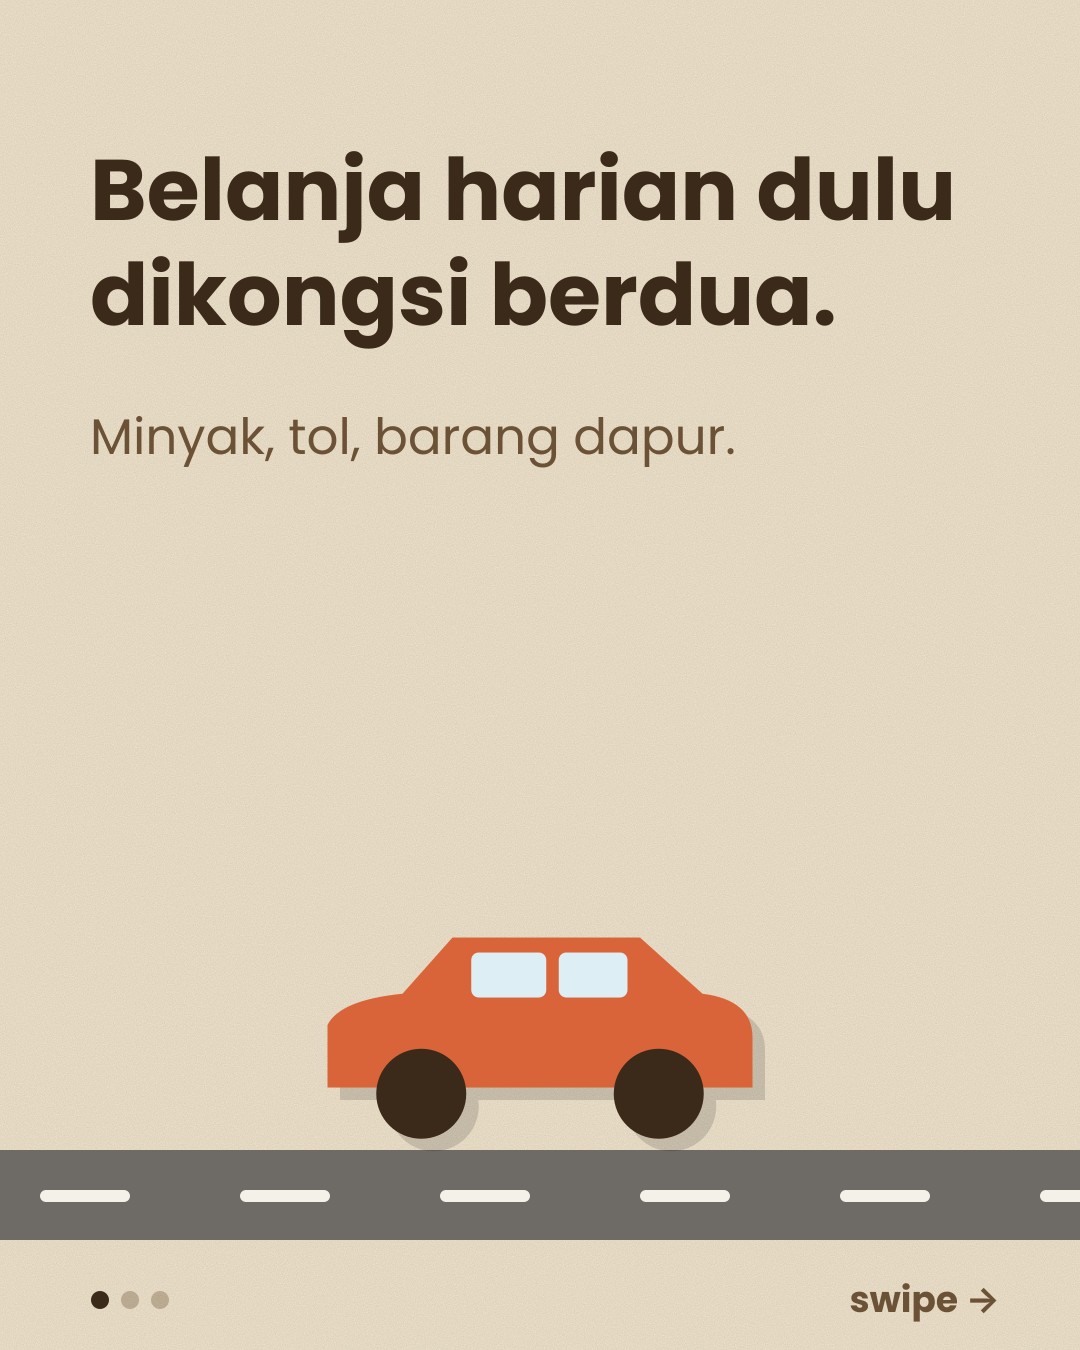 Belanja harian dulu
dikongsi berdua.
Minyak, tol, barang dapur.
swipe →